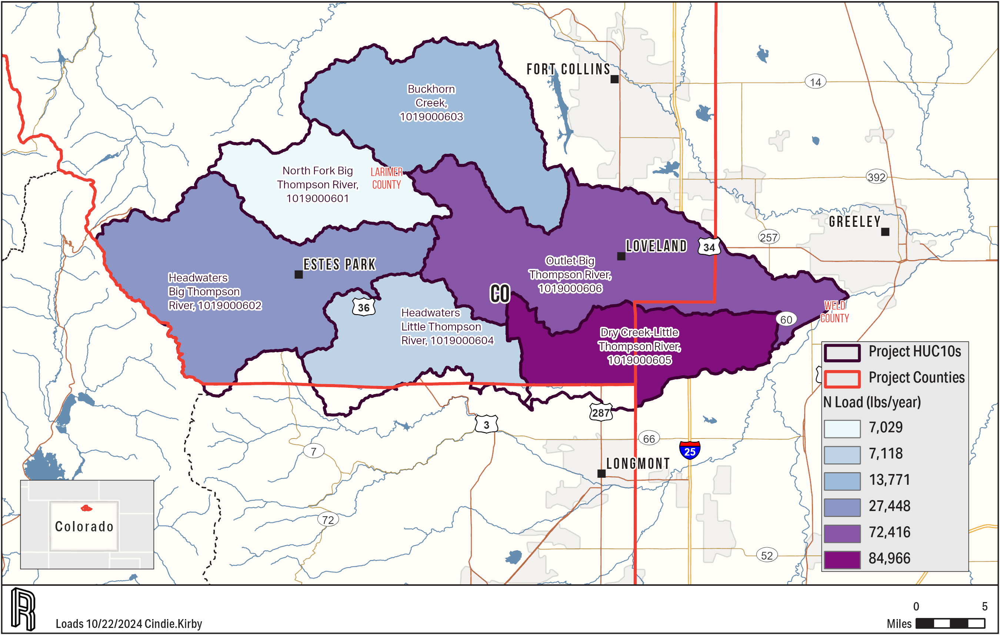 FORT COLLINS
14
Buckhorn
Creek,
1019000603
North Fork Big
Thompson River,
1019000601
LARIMER
COUNTY
392
GREELEY
257
LOVELAND
34
ESTES PARK
Outlet Big
Thompson River,
1019000606
Headwaters
Big Thompson
River, 1019000602
CO
36
WELD
COUNTY
60
Headwaters
Little Thompson
River, 1019000604
Dry Creek-Little
Thompson River,
1019000605
287
3
66
7
25
LONGMONT
72
52
Project HUC10s
Project Counties
N Load (lbs/year)
7,029
7,118
13,771
27,448
72,416
84,966
Colorado
Loads 10/22/2024 Cindie.Kirby
0 5
Miles